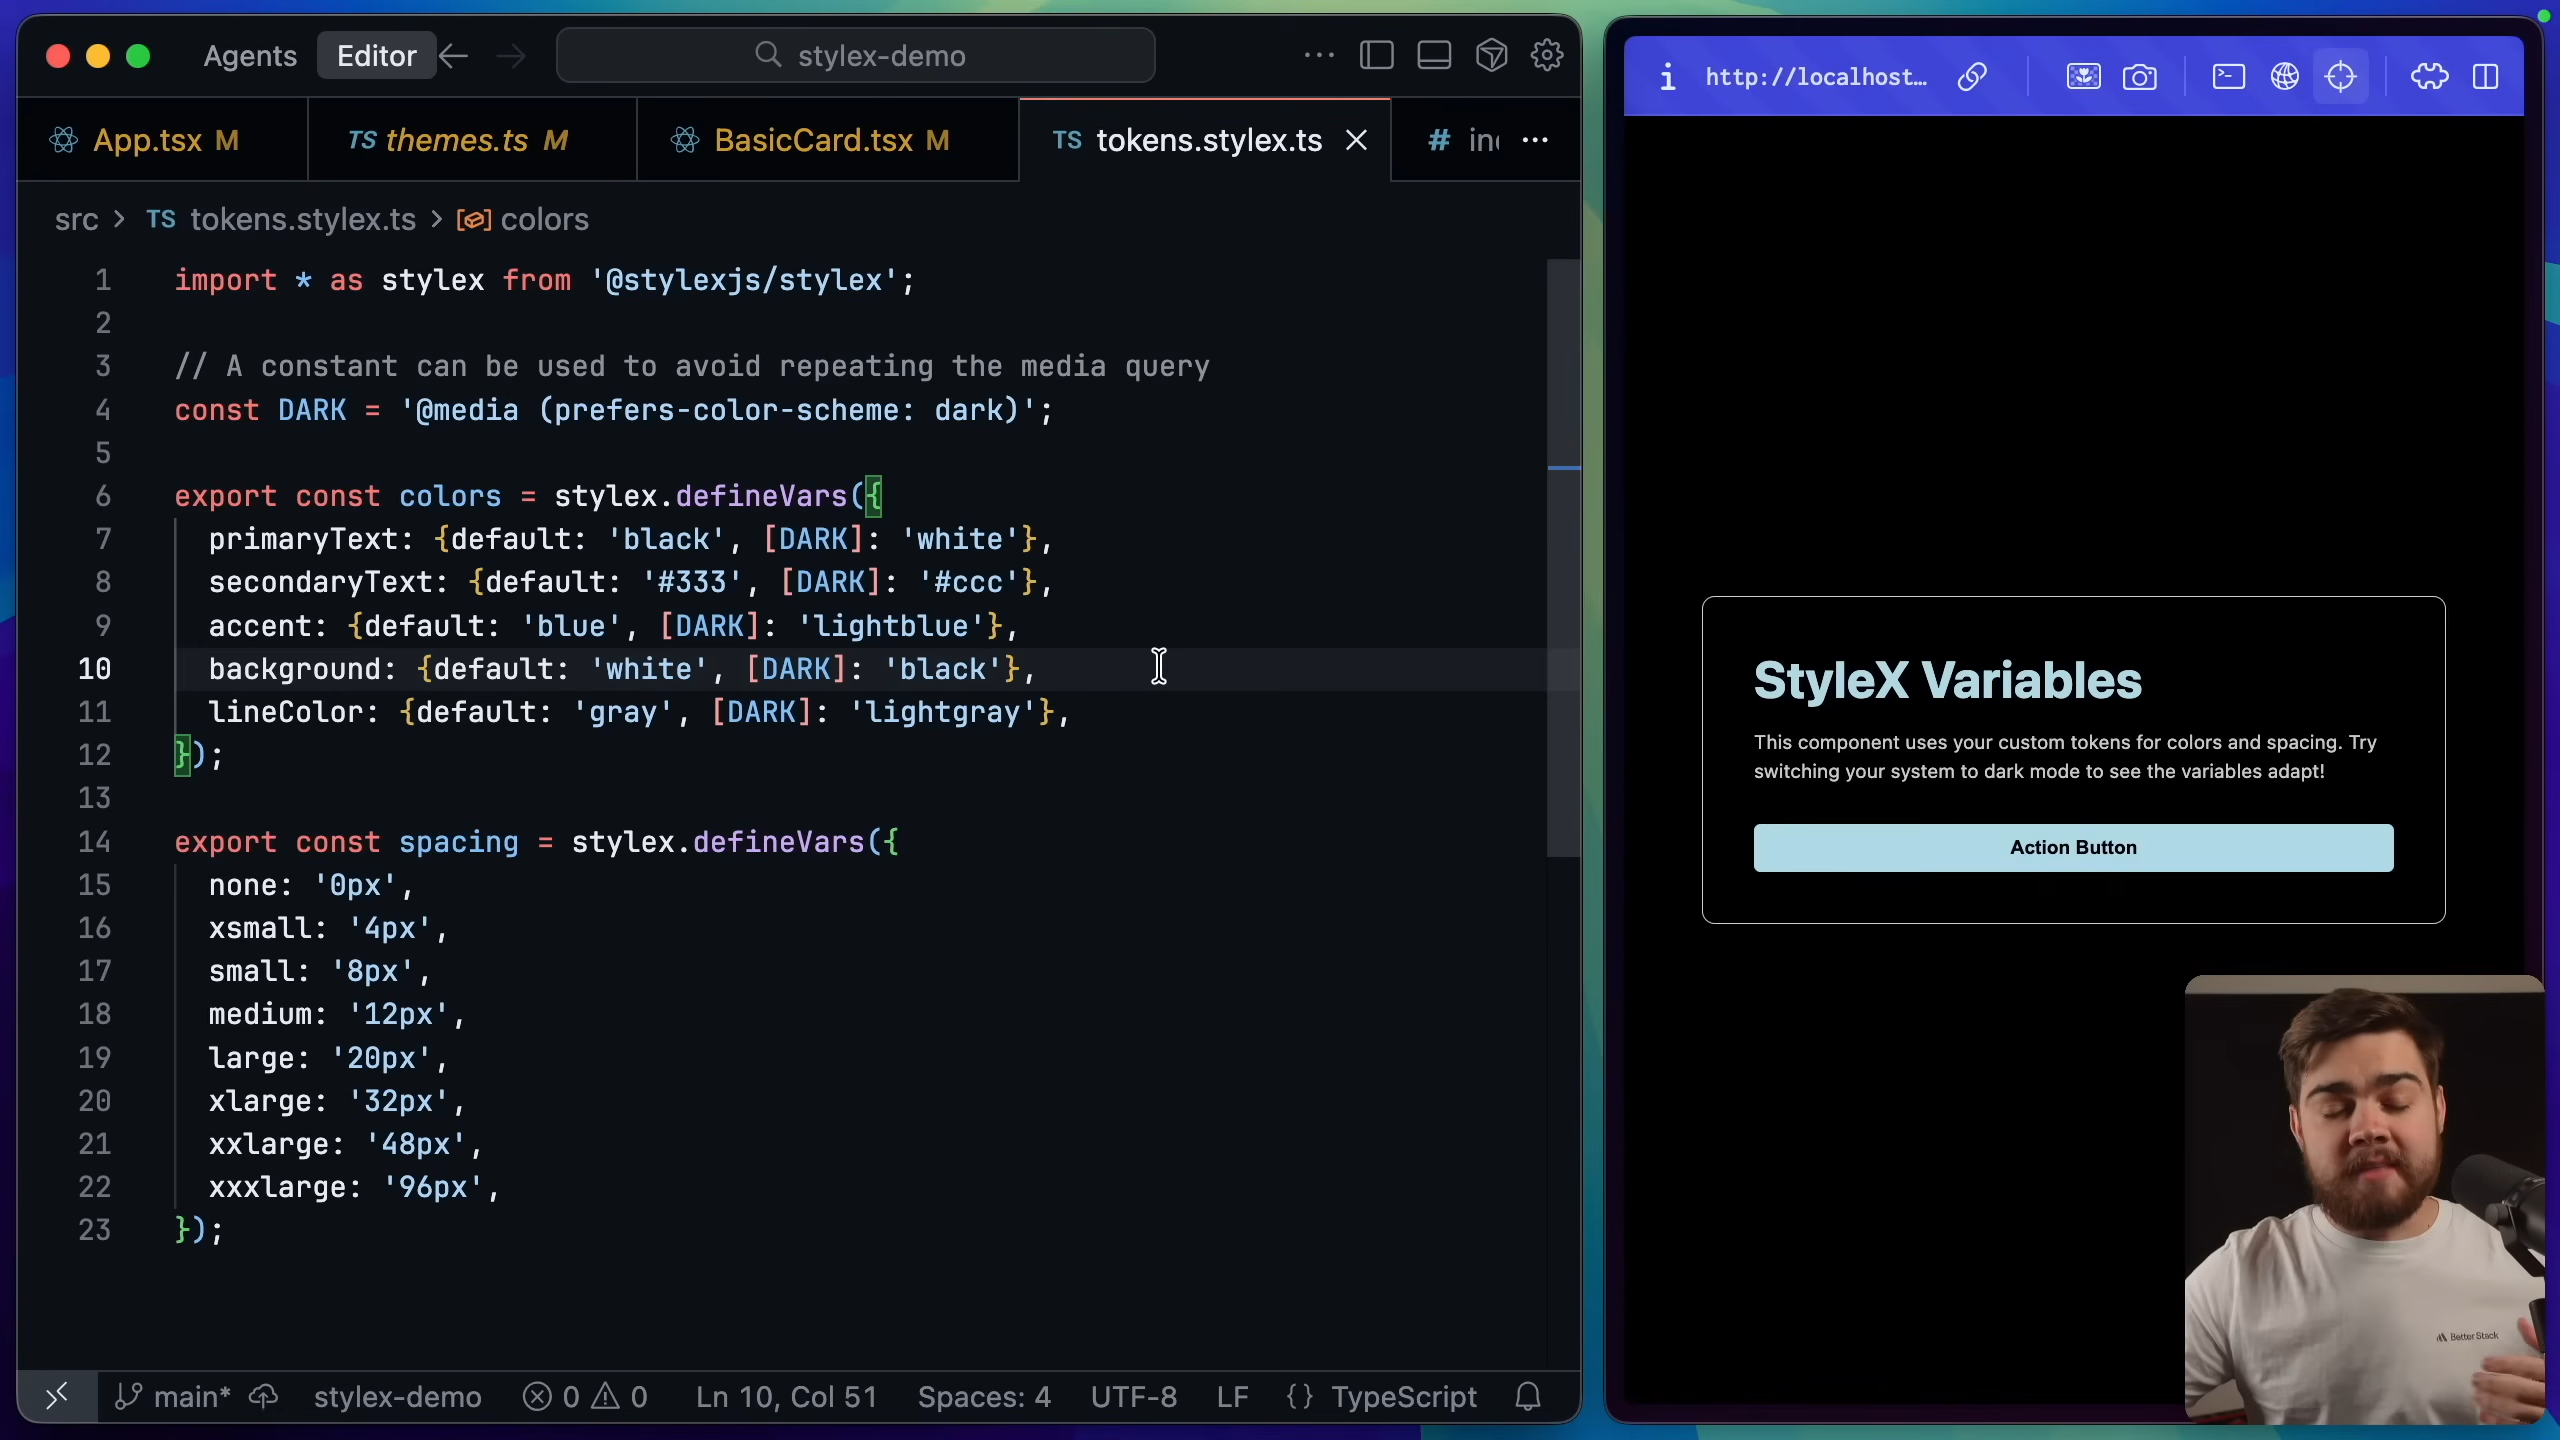 Agents Editor stylex-demo
App.tsx M TS themes.ts M BasicCard.tsx M TS tokens.stylex.ts # in
src > TS tokens.stylex.ts > colors
1 import * as stylex from '@stylexjs/stylex';
2
3 // A constant can be used to avoid repeating the media query
4 const DARK = '@media (prefers-color-scheme: dark)';
5
6 export const colors = stylex.defineVars({
7 primaryText: {default: 'black', [DARK]: 'white'},
8 secondaryText: {default: '#333', [DARK]: '#ccc'},
9 accent: {default: 'blue', [DARK]: 'lightblue'},
10 background: {default: 'white', [DARK]: 'black'},
11 lineColor: {default: 'gray', [DARK]: 'lightgray'},
12 });
13
14 export const spacing = stylex.defineVars({
15 none: '0px',
16 xsmall: '4px',
17 small: '8px',
18 medium: '12px',
19 large: '20px',
20 xlarge: '32px',
21 xxlarge: '48px',
22 xxxlarge: '96px',
23 });
main* stylex-demo 0 0 Ln 10, Col 51 Spaces: 4 UTF-8 LF {} TypeScript
http://localhost…
StyleX Variables
This component uses your custom tokens for colors and spacing. Try
switching your system to dark mode to see the variables adapt!
Action Button
Better Stack